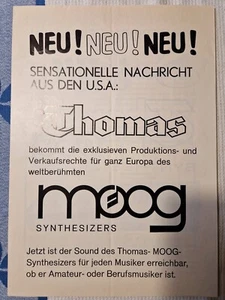 NEU! NEU! NEU!
SENSATIONELLE NACHRICHT
AUS DEN U.S.A.:
Thomas
bekommt die exklusieven Produktions- und
Verkaufsrechte für ganz Europa des
weltberühmten
moog
SYNTHESIZERS
Jetzt ist der Sound des Thomas- MOOG-
Synthesizers für jeden Musiker erreichbar,
ob er Amateur- oder Berufsmusiker ist.